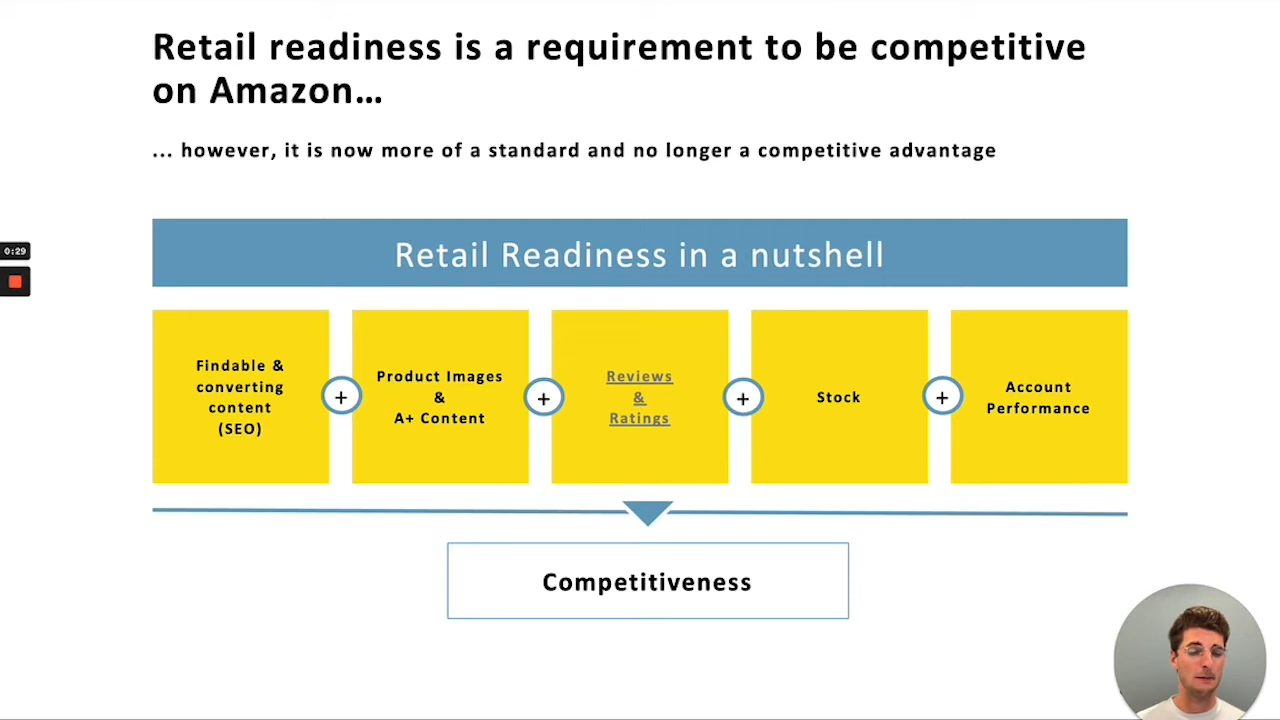 Retail readiness is a requirement to be competitive
on Amazon…
... however, it is now more of a standard and no longer a competitive advantage
0:29
Retail Readiness in a nutshell
Findable &
converting
content
(SEO)
+
Product Images
&
A+ Content
+
Reviews
&
Ratings
+
Stock
+
Account
Performance
Competitiveness